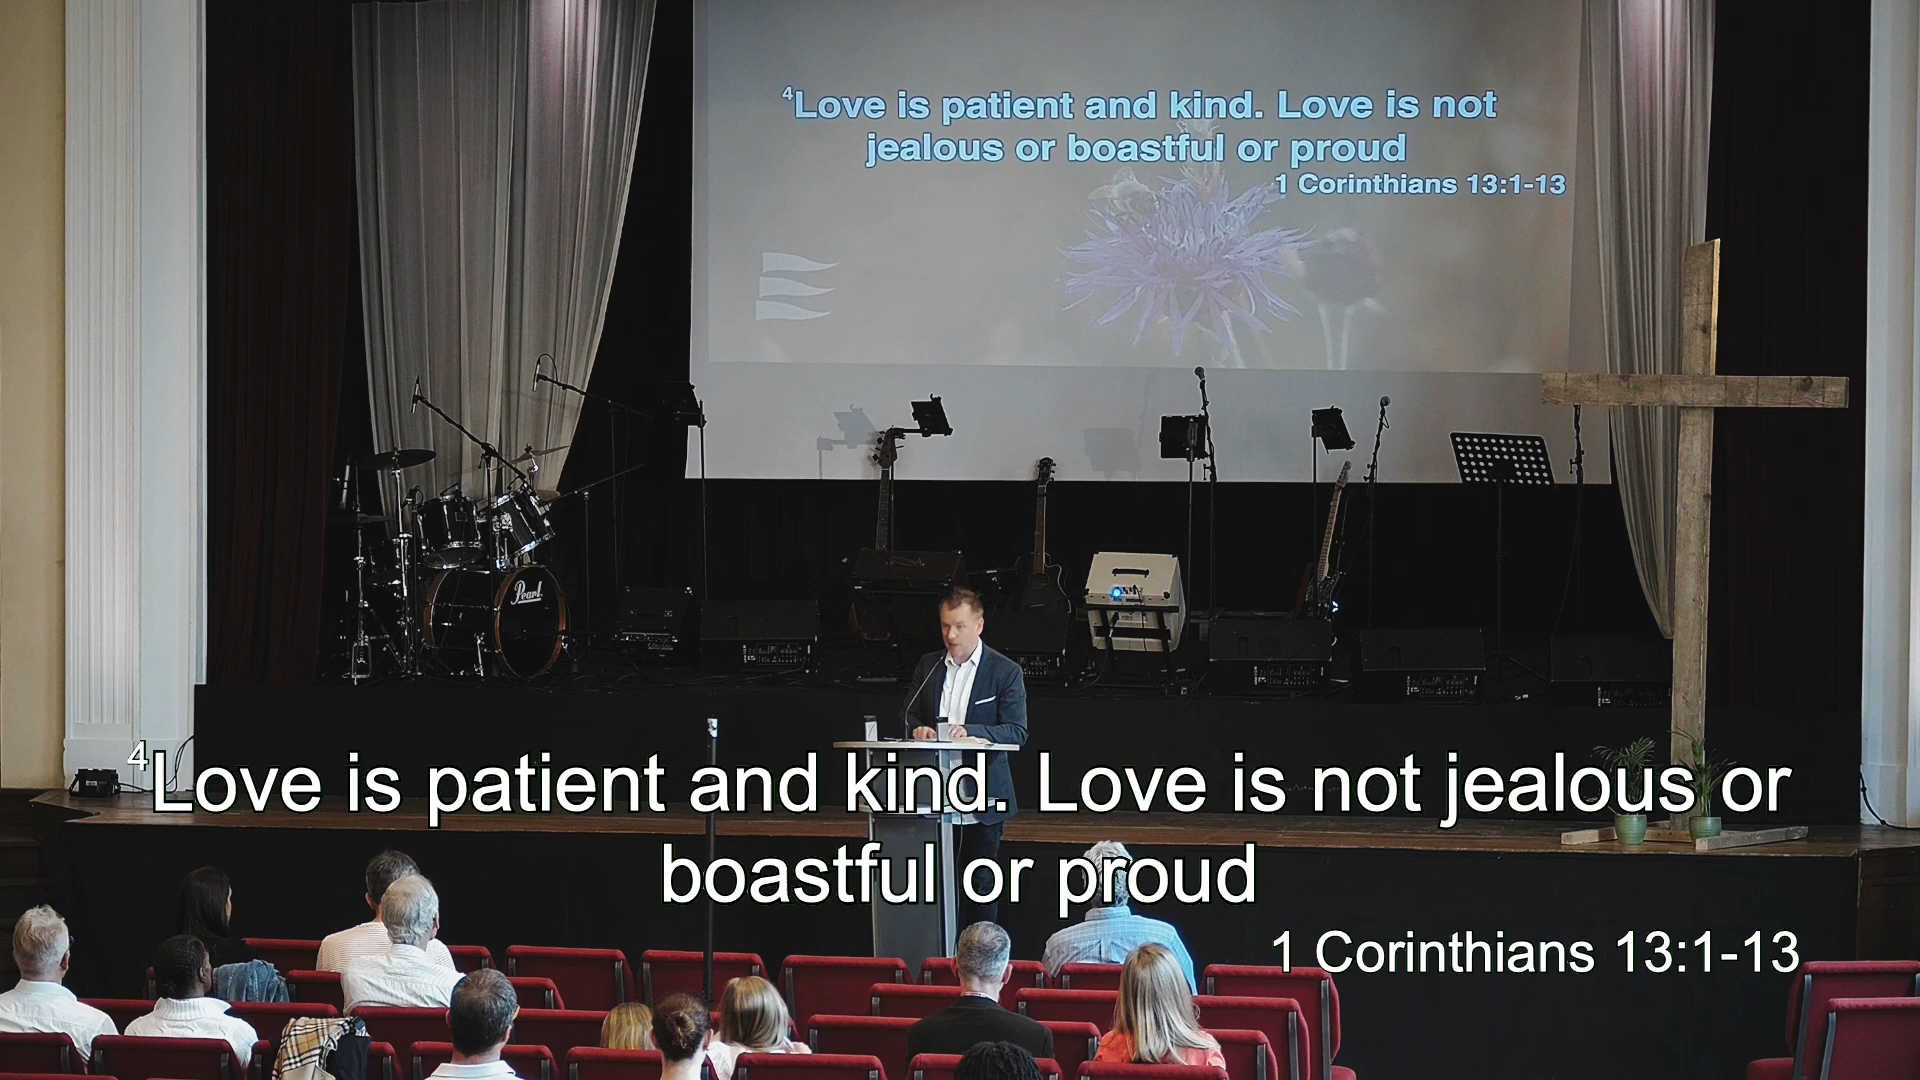 ⁴Love is patient and kind. Love is not
jealous or boastful or proud
1 Corinthians 13:1-13
Pearl
⁴Love is patient and kind. Love is not jealous or
boastful or proud
1 Corinthians 13:1-13